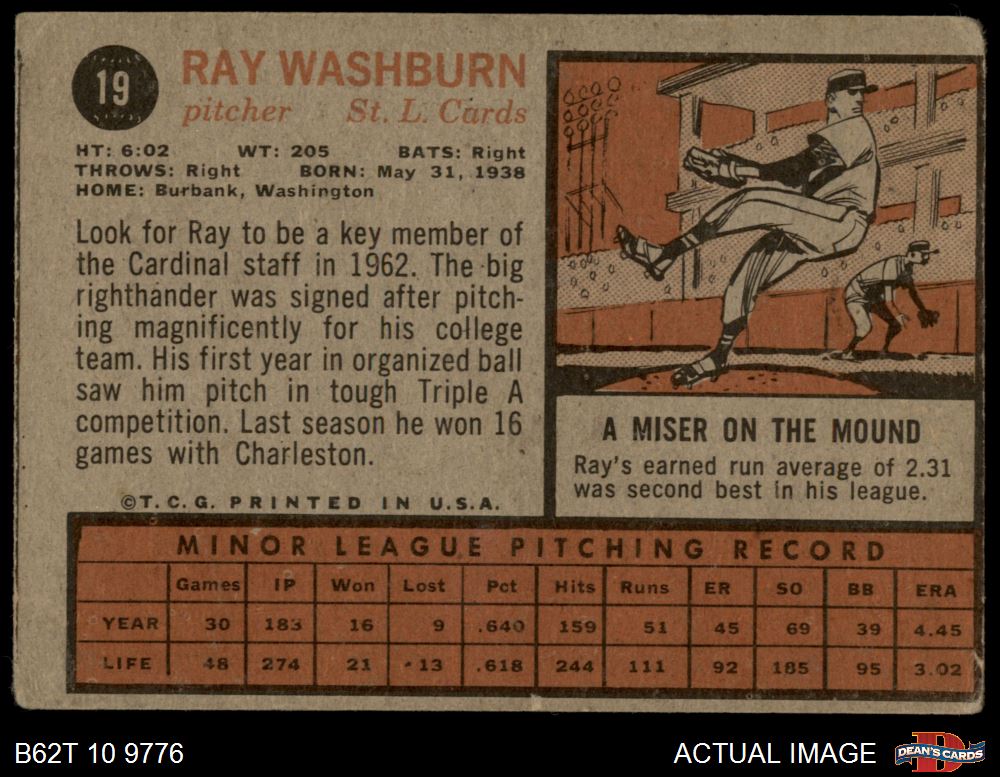 19
RAY WASHBURN
pitcher St. L. Cards
HT: 6:02 WT: 205 BATS: Right
THROWS: Right BORN: May 31, 1938
HOME: Burbank, Washington
Look for Ray to be a key member of
the Cardinal staff in 1962. The big
righthander was signed after pitch-
ing magnificently for his college
team. His first year in organized ball
saw him pitch in tough Triple A
competition. Last season he won 16
games with Charleston.
©T.C.G. PRINTED IN U.S.A.
A MISER ON THE MOUND
Ray's earned run average of 2.31
was second best in his league.
MINOR LEAGUE PITCHING RECORD
Games IP Won Lost Pct Hits Runs ER SO BB ERA
YEAR 30 183 16 9 .640 159 51 45 69 39 4.45
LIFE 48 274 21 13 .618 244 111 92 185 95 3.02
B62T 10 9776 ACTUAL IMAGE DEAN'S CARDS